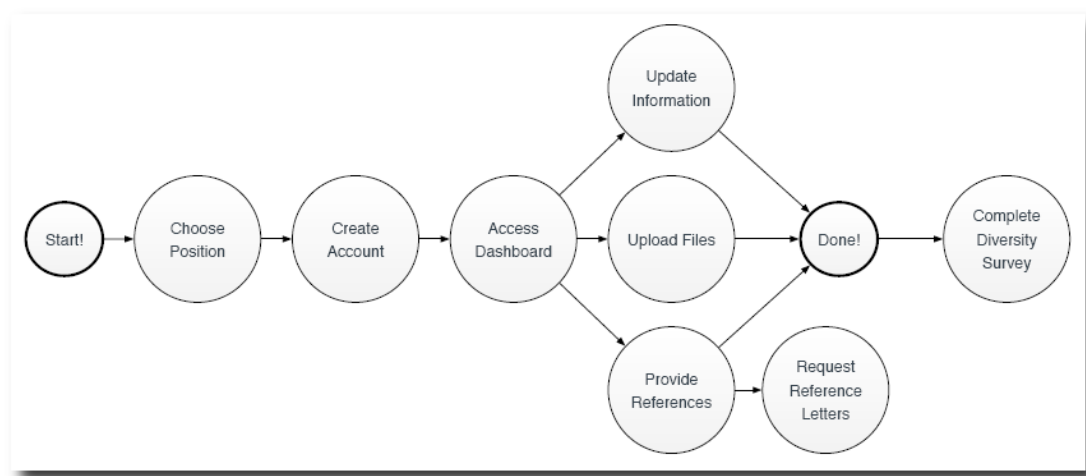 Start!
Choose
Position
Create
Account
Access
Dashboard
Update
Information
Upload Files
Provide
References
Request
Reference
Letters
Done!
Complete
Diversity
Survey